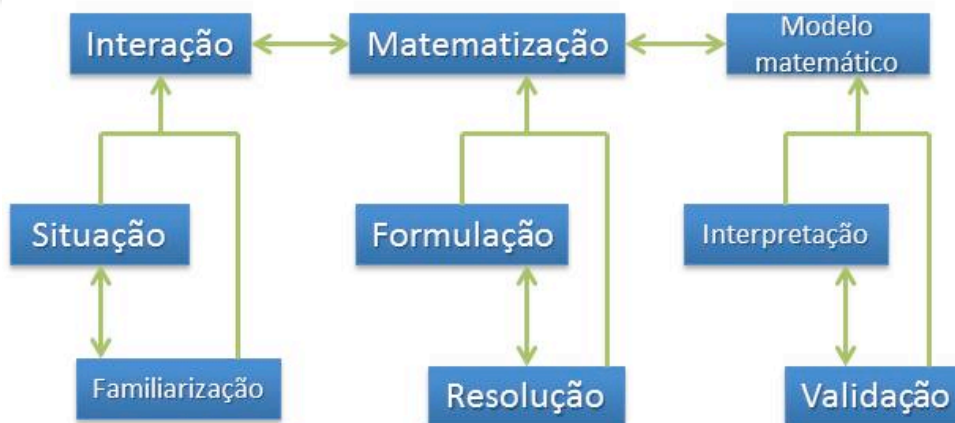 Interação
Matematização
Modelo
matemático
Situação
Formulação
Interpretação
Familiarização
Resolução
Validação